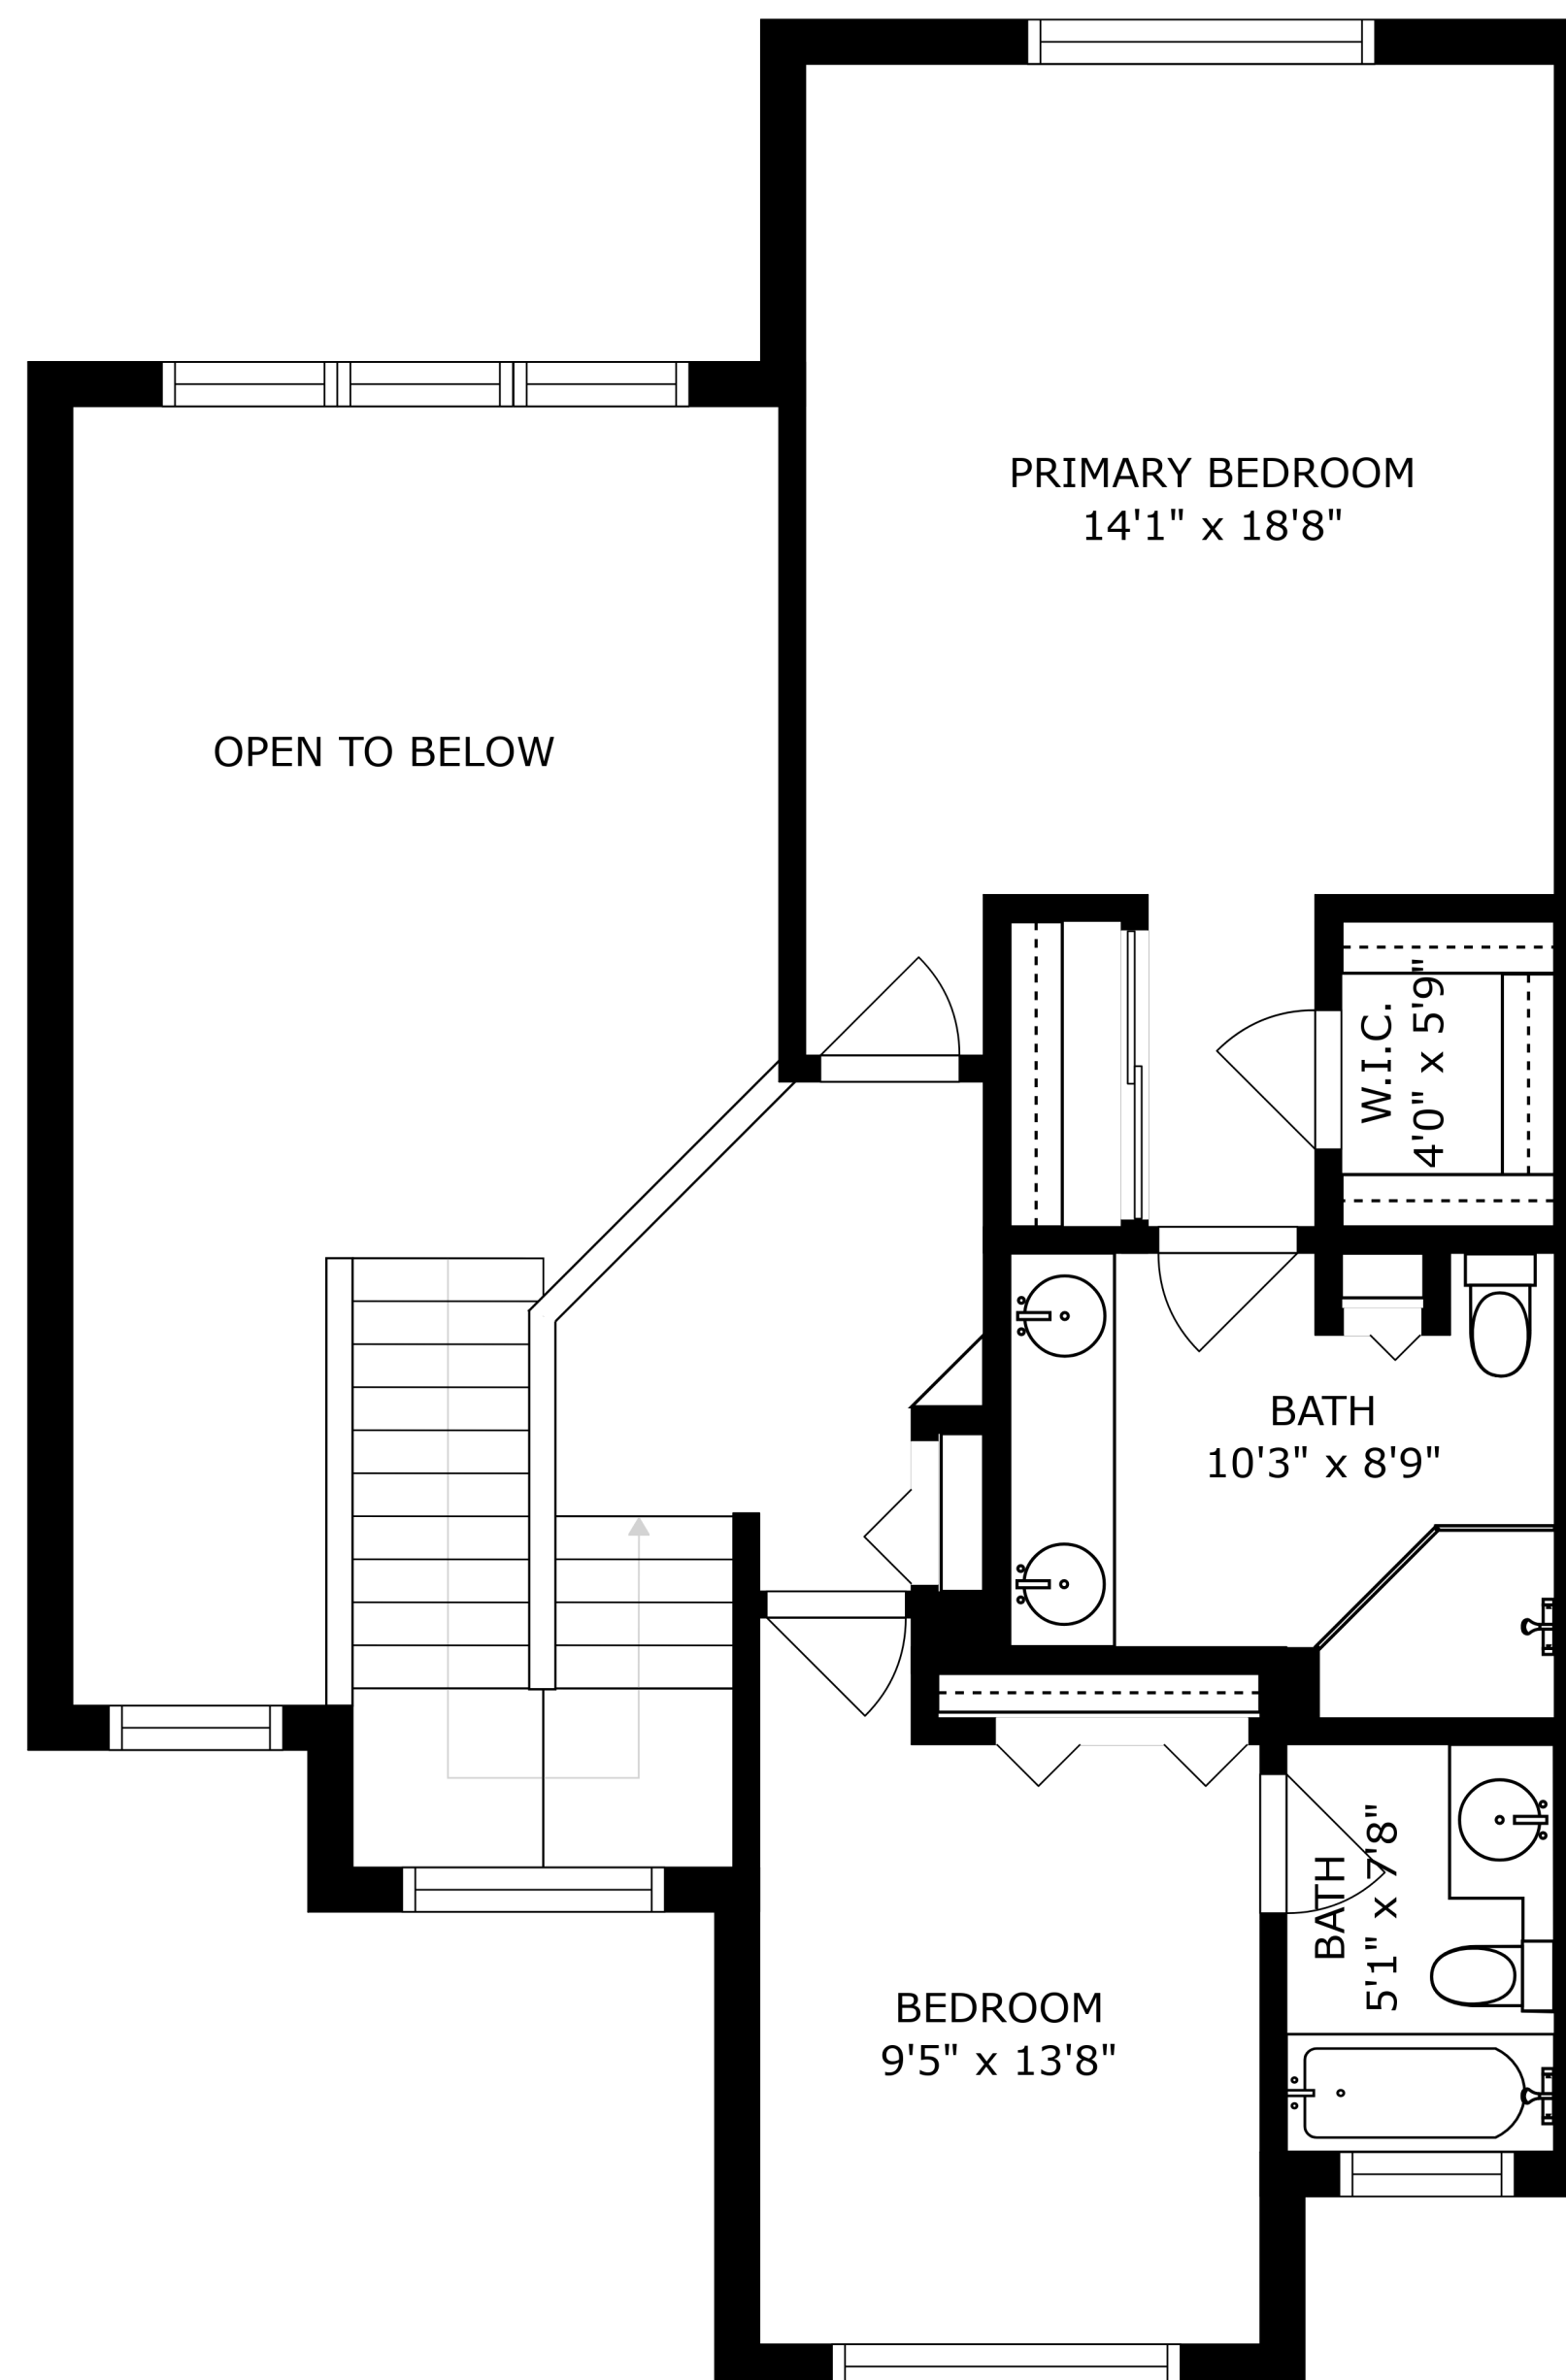 PRIMARY BEDROOM
14'1" x 18'8"
OPEN TO BELOW
W.I.C.
4'0" x 5'9"
BATH
10'3" x 8'9"
BATH
5'1" x 7'8"
BEDROOM
9'5" x 13'8"